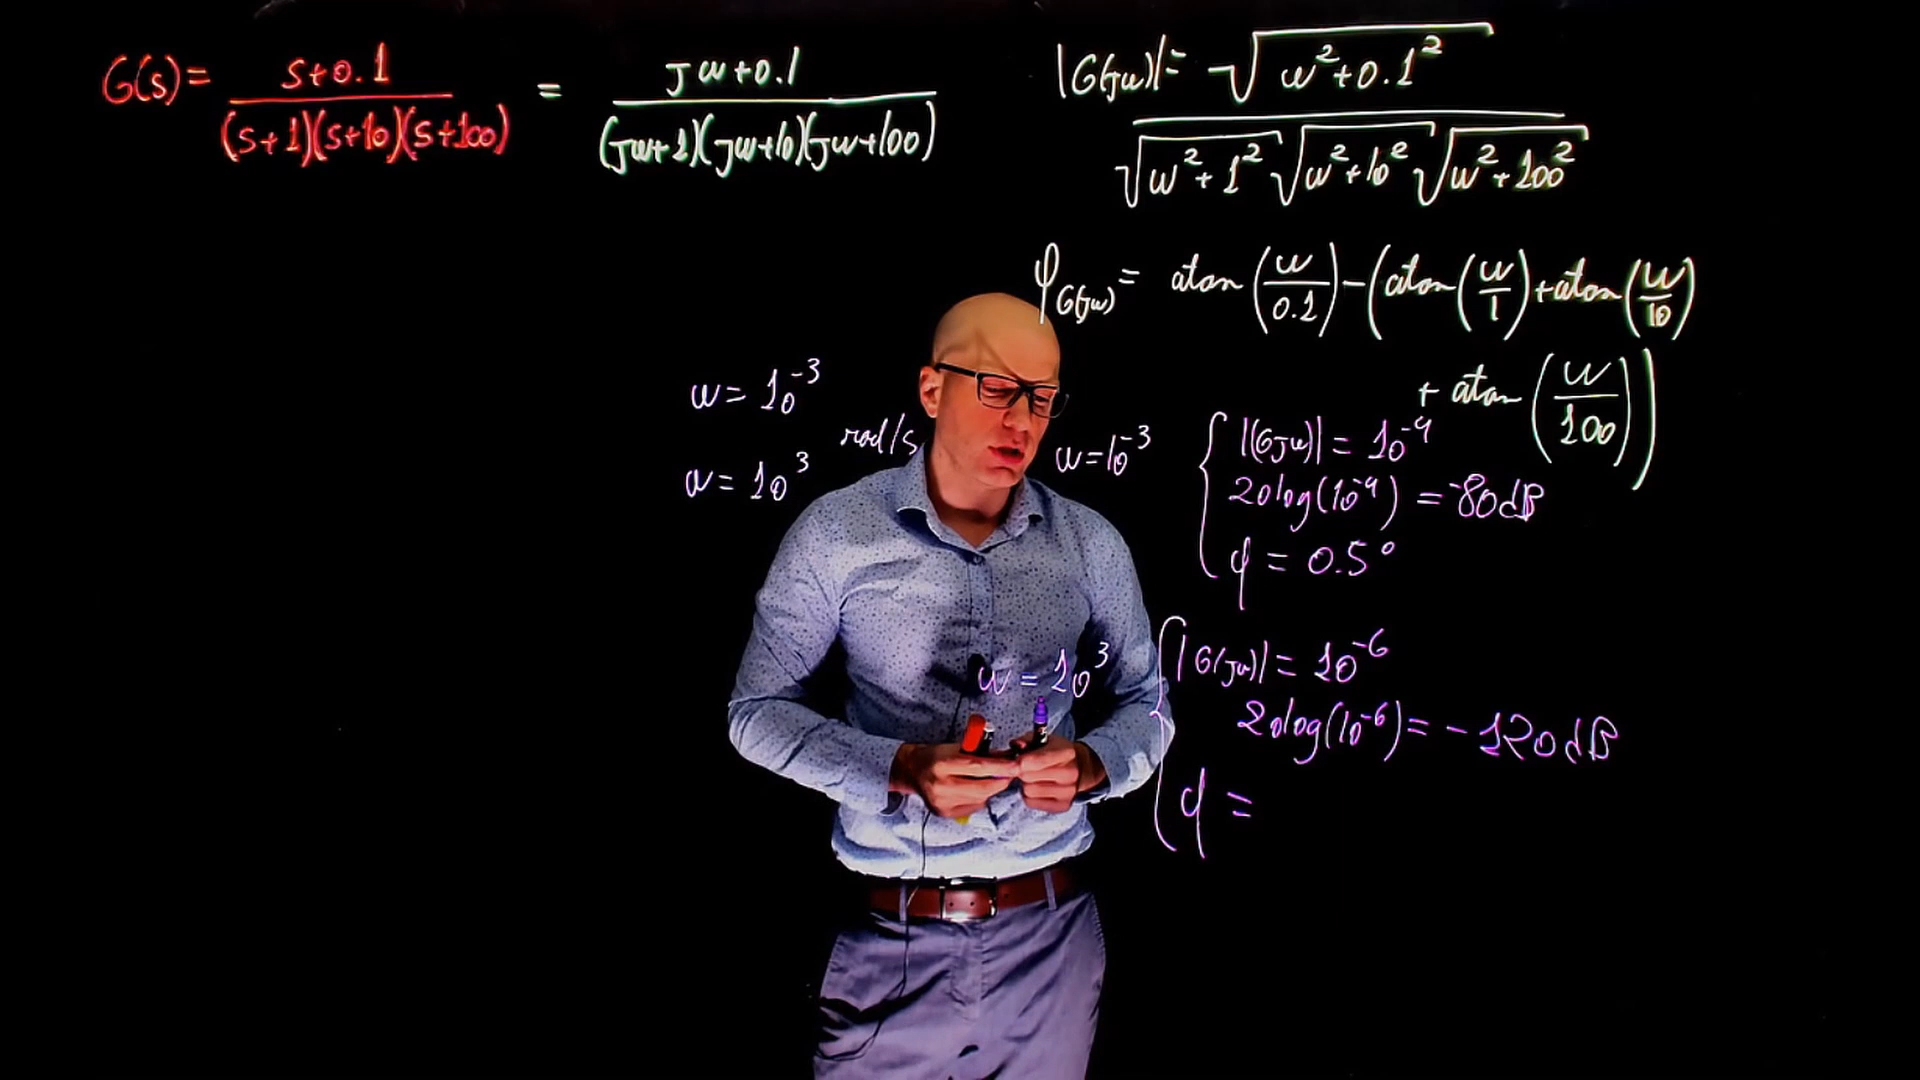 G(s) = s+0.1 / (s+1)(s+10)(s+100) = jω+0.1 / (jω+1)(jω+10)(jω+100)
|G(jω)| = √(ω²+0.1²) / √(ω²+1²) √(ω²+10²) √(ω²+100²)
φG(jω) = atan(ω/0.1) - (atan(ω/1) + atan(ω/10)
+ atan(ω/100))
ω = 10⁻³
rad/s
ω = 10³
ω = 10⁻³
|(Gjω)| = 10⁻⁴
20log(10⁻⁴) = -80dB
φ = 0.5°
ω = 10³
|G(jω)| = 10⁻⁶
20log(10⁻⁶) = -120dB
φ =